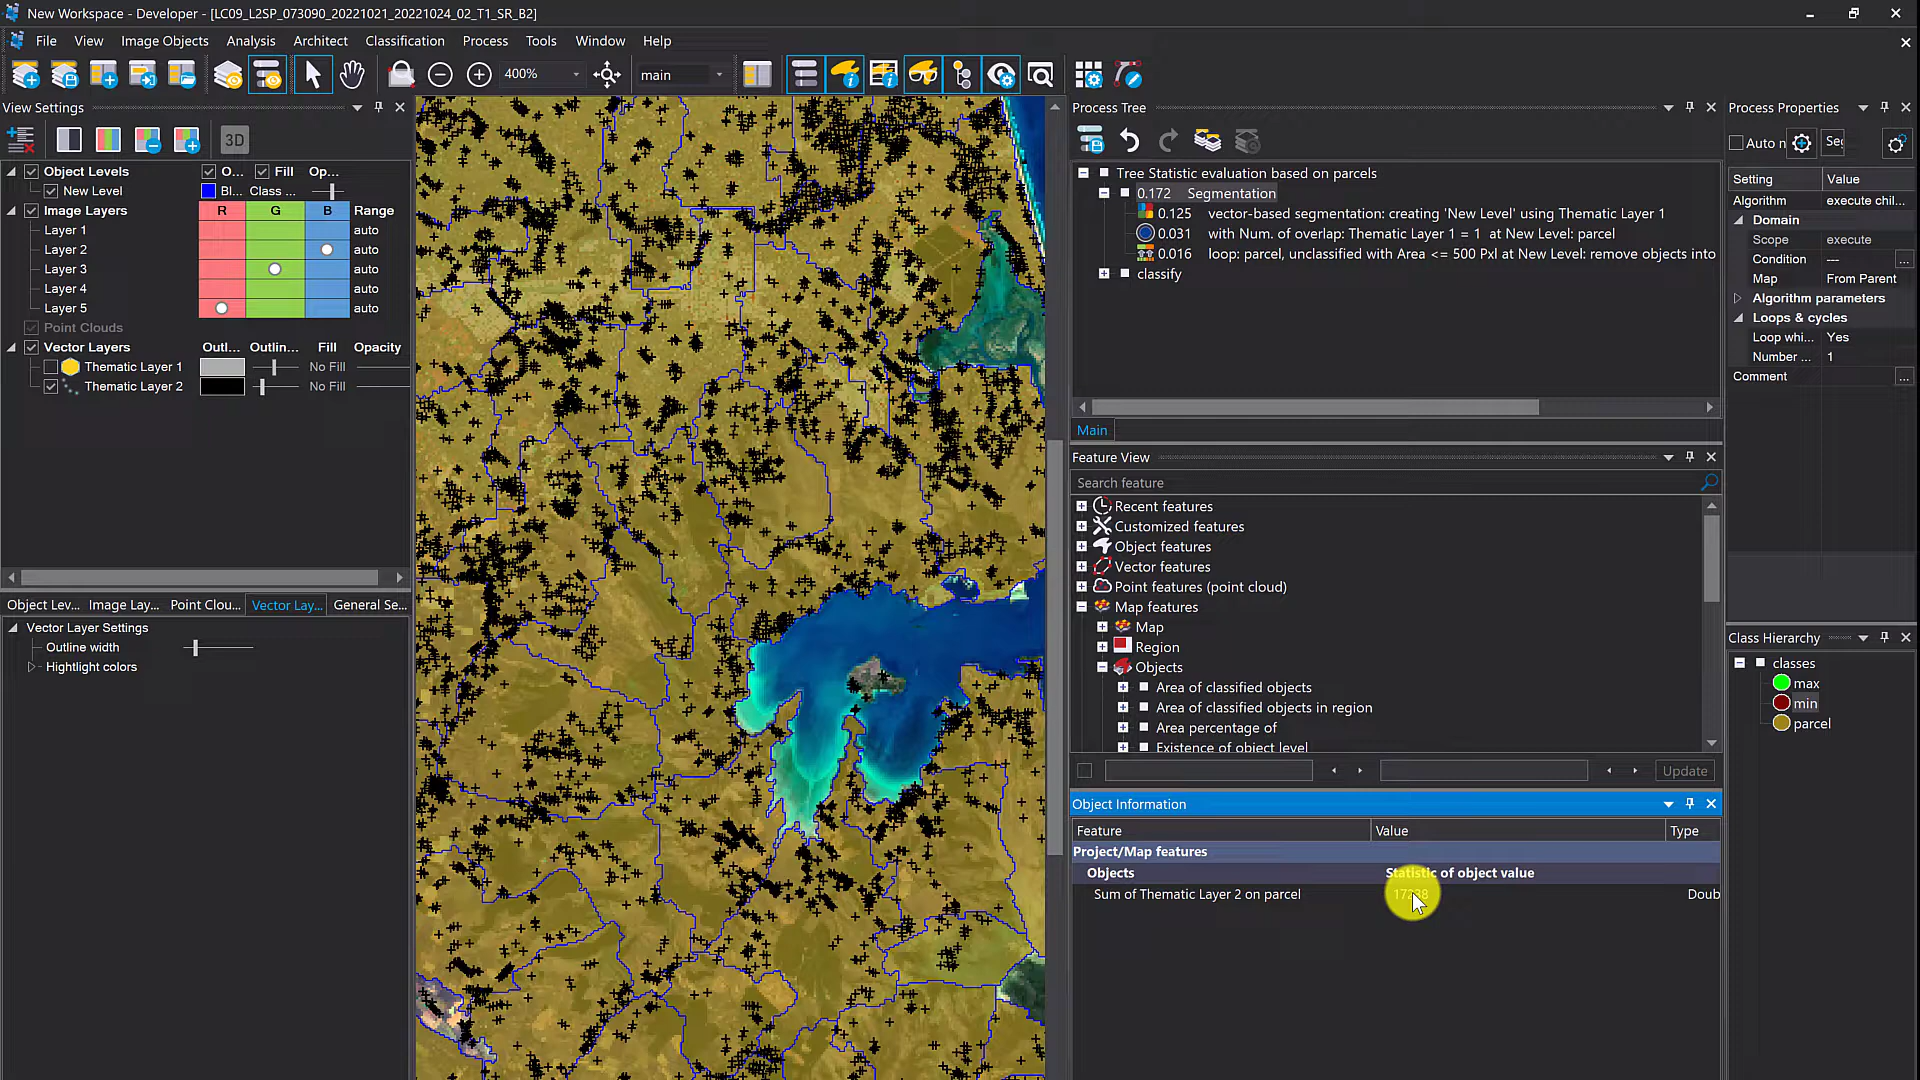 New Workspace - Developer - [LC09_L2SP_073090_20221021_20221024_02_T1_SR_B2]
File View Image Objects Analysis Architect Classification Process Tools Window Help
400% main
View Settings
3D
Object Levels O... Fill Op...
New Level Bl... Class ...
Image Layers R G B Range
Layer 1 auto
Layer 2 auto
Layer 3 auto
Layer 4 auto
Layer 5 auto
Point Clouds
Vector Layers Outl... Outlin... Fill Opacity
Thematic Layer 1 No Fill
Thematic Layer 2 No Fill
Object Lev... Image Lay... Point Clou... Vector Lay... General Se...
Vector Layer Settings
Outline width
Hightlight colors
Process Tree
Tree Statistic evaluation based on parcels
0.172 Segmentation
0.125 vector-based segmentation: creating 'New Level' using Thematic Layer 1
0.031 with Num. of overlap: Thematic Layer 1 = 1 at New Level: parcel
0.016 loop: parcel, unclassified with Area <= 500 Pxl at New Level: remove objects into
classify
Main
Feature View
Search feature
Recent features
Customized features
Object features
Vector features
Point features (point cloud)
Map features
Map
Region
Objects
Area of classified objects
Area of classified objects in region
Area percentage of
Existence of object level
Update
Object Information
Feature Value Type
Project/Map features
Objects Statistic of object value
Sum of Thematic Layer 2 on parcel Doub
Process Properties
Auto n Seg
Setting Value
Algorithm execute chil...
Domain
Scope execute
Condition --- ...
Map From Parent
Algorithm parameters
Loops & cycles
Loop whi... Yes
Number ... 1
Comment ...
Class Hierarchy
classes
max
min
parcel